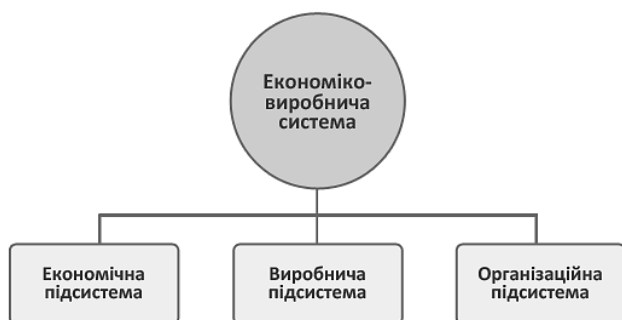 Економіко-
виробнича
система
Економічна
підсистема
Виробнича
підсистема
Організаційна
підсистема